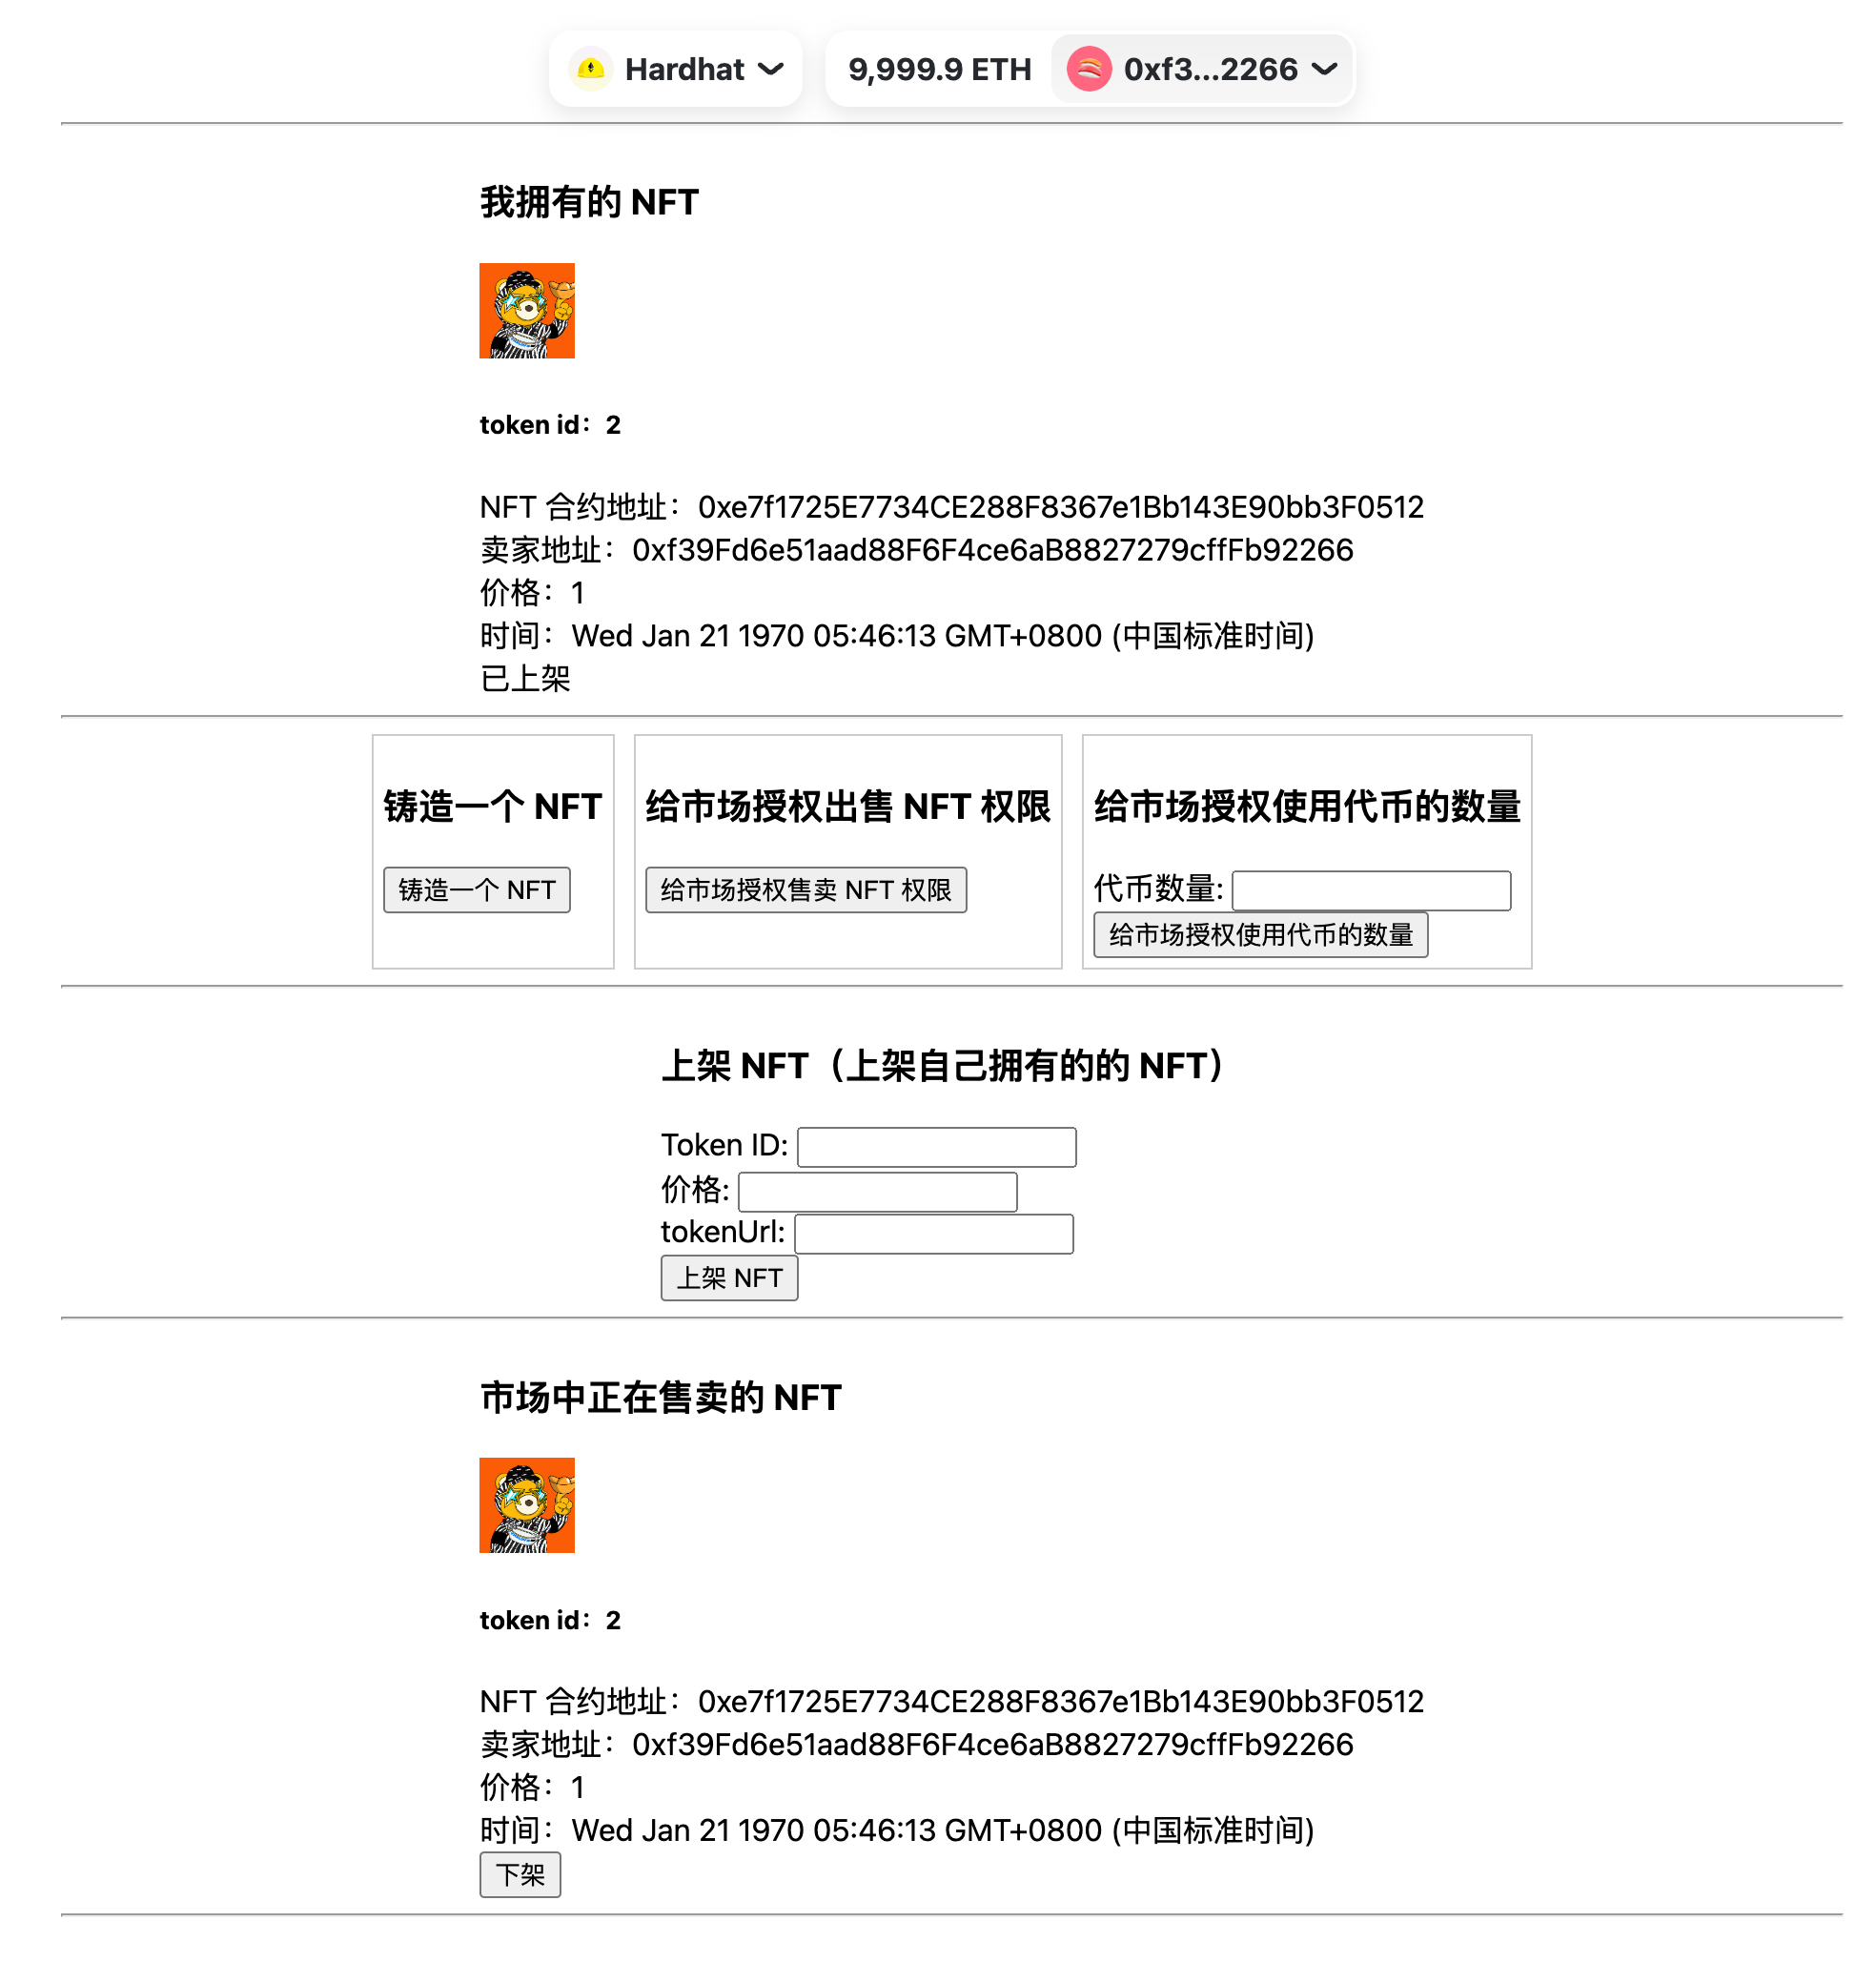 Hardhat
9,999.9 ETH
0xf3...2266
我拥有的 NFT
token id：2
NFT 合约地址：0xe7f1725E7734CE288F8367e1Bb143E90bb3F0512
卖家地址：0xf39Fd6e51aad88F6F4ce6aB8827279cffFb92266
价格：1
时间：Wed Jan 21 1970 05:46:13 GMT+0800 (中国标准时间)
已上架
铸造一个 NFT
铸造一个 NFT
给市场授权出售 NFT 权限
给市场授权售卖 NFT 权限
给市场授权使用代币的数量
代币数量:
给市场授权使用代币的数量
上架 NFT（上架自己拥有的的 NFT）
Token ID:
价格:
tokenUrl:
上架 NFT
市场中正在售卖的 NFT
token id：2
NFT 合约地址：0xe7f1725E7734CE288F8367e1Bb143E90bb3F0512
卖家地址：0xf39Fd6e51aad88F6F4ce6aB8827279cffFb92266
价格：1
时间：Wed Jan 21 1970 05:46:13 GMT+0800 (中国标准时间)
下架